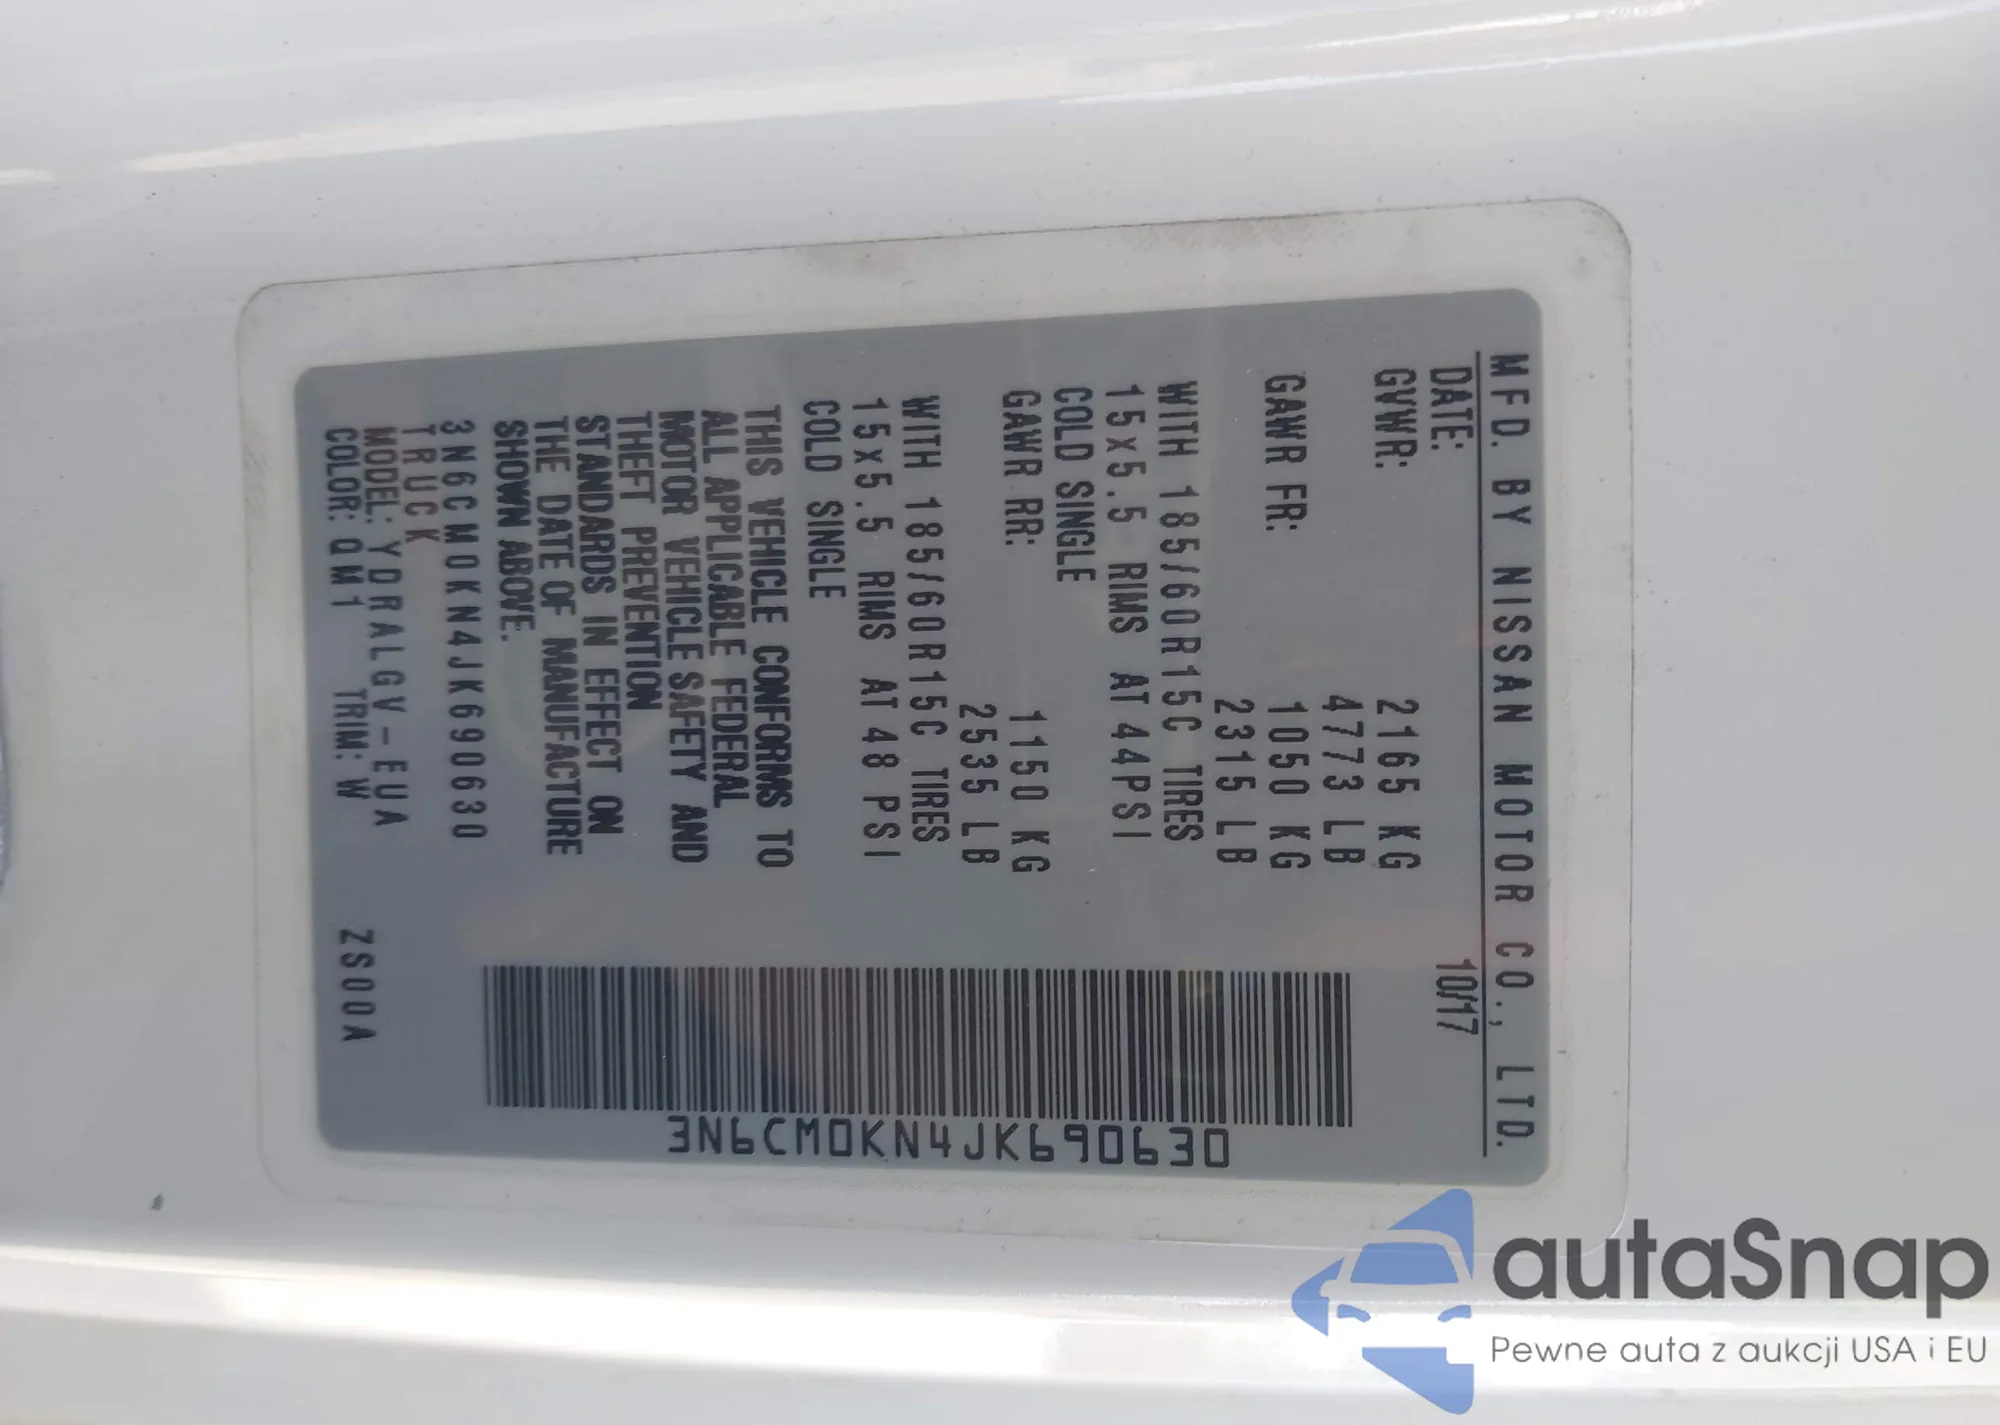 MFD. BY NISSAN MOTOR CO., LTD.
DATE: 10/17
GVWR: 2165 KG
4773 LB
GAWR FR: 1050 KG
2315 LB
WITH 185/60R15C TIRES
15x5.5 RIMS AT 44PSI
COLD SINGLE
GAWR RR: 1150 KG
2535 LB
WITH 185/60R15C TIRES
15x5.5 RIMS AT 48 PSI
COLD SINGLE
THIS VEHICLE CONFORMS TO
ALL APPLICABLE FEDERAL
MOTOR VEHICLE SAFETY AND
THEFT PREVENTION
STANDARDS IN EFFECT ON
THE DATE OF MANUFACTURE
SHOWN ABOVE.
3N6CM0KN4JK690630
TRUCK
MODEL: YDRALGV-EUA
COLOR: QM1 TRIM: W ZS00A
3N6CM0KN4JK690630
autaSnap
Pewne auta z aukcji USA i EU